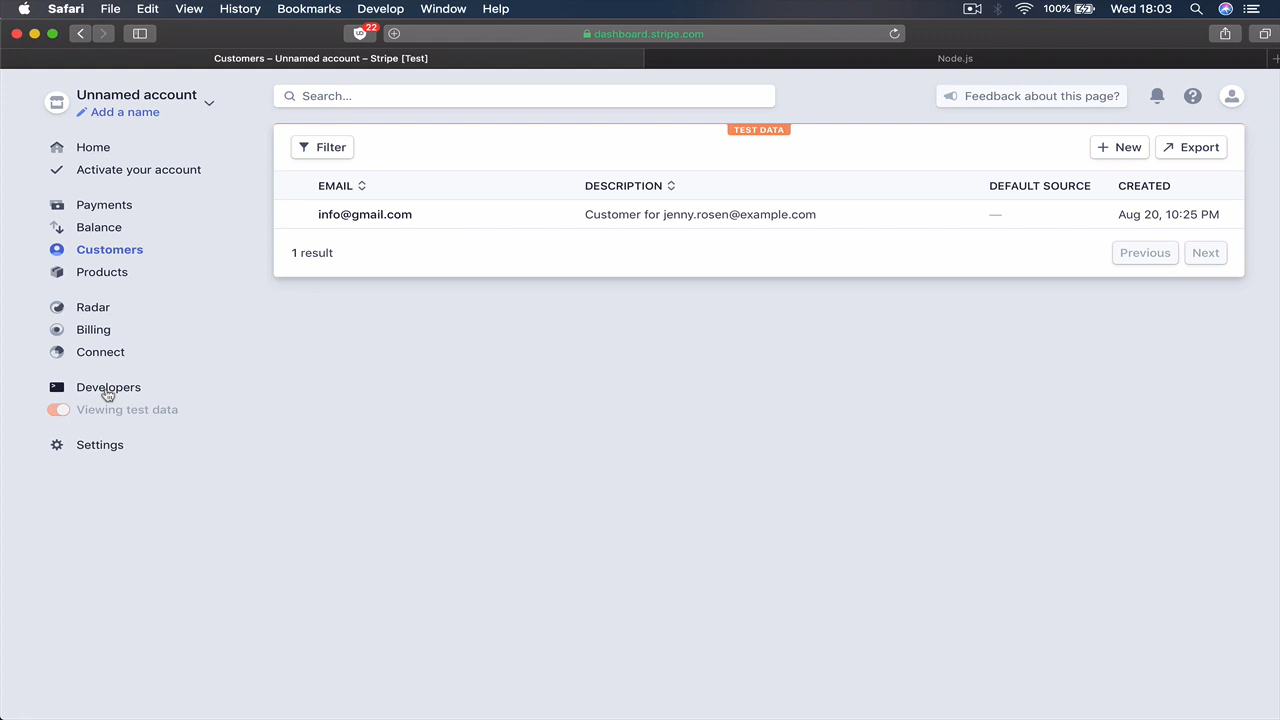 Safari File Edit View History Bookmarks Develop Window Help 100% Wed 18:03
22 dashboard.stripe.com
Customers – Unnamed account – Stripe [Test] Node.js
Unnamed account
Add a name
Search...
Feedback about this page?
TEST DATA
Home
Activate your account
Payments
Balance
Customers
Products
Radar
Billing
Connect
Developers
Viewing test data
Settings
Filter
New Export
EMAIL DESCRIPTION DEFAULT SOURCE CREATED
info@gmail.com Customer for jenny.rosen@example.com — Aug 20, 10:25 PM
1 result Previous Next